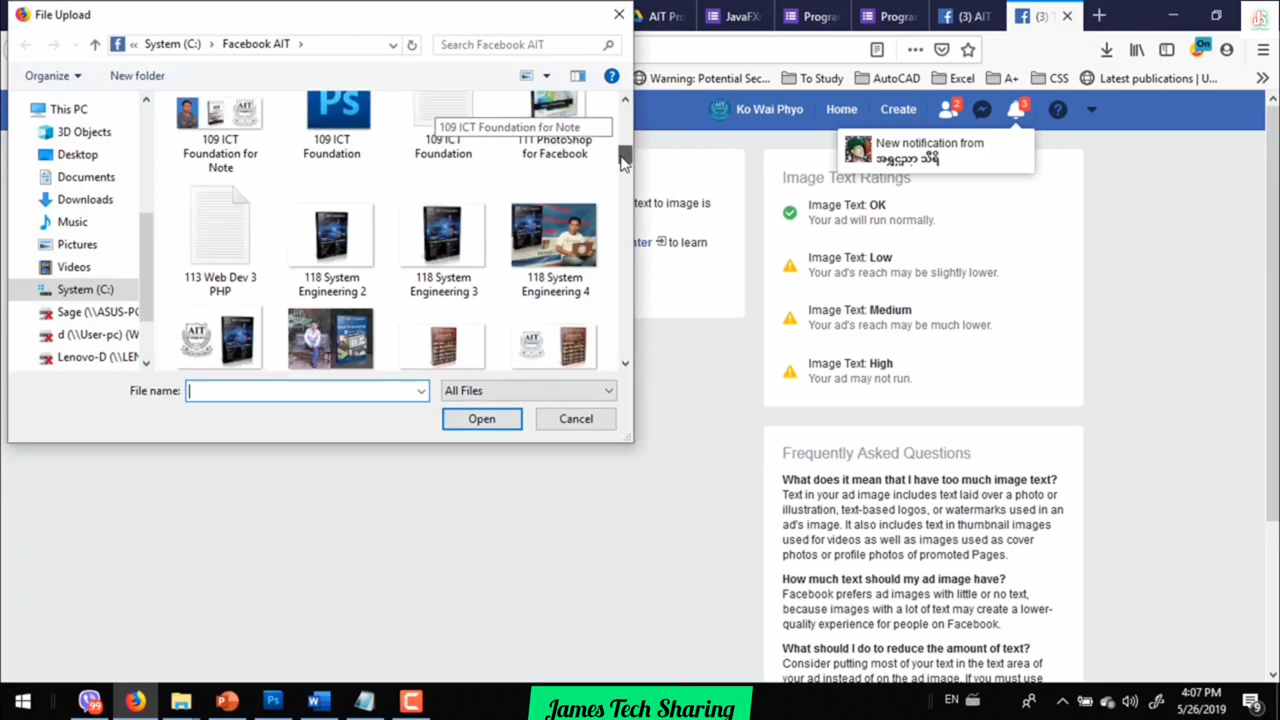 File Upload
AIT Pro
JavaFX:
Progra
Progra
(3) AIT
(3) T
System (C:)
Facebook AIT
Search Facebook AIT
On
Organize
New folder
Warning: Potential Sec...
To Study
AutoCAD
Excel
A+
CSS
Latest publications | U...
This PC
3D Objects
Desktop
Documents
Downloads
Music
Pictures
Videos
System (C:)
Sage (\\ASUS-PC
d (\\User-pc) (W
Lenovo-D (\\LEN
Ps
109 ICT
Foundation for
Note
109 ICT
Foundation
109 ICT
Foundation
111 PhotoShop
for Facebook
109 ICT Foundation for Note
113 Web Dev 3
PHP
118 System
Engineering 2
118 System
Engineering 3
118 System
Engineering 4
AIT
AIT
File name:
All Files
Open
Cancel
Ko Wai Phyo
Home
Create
2
3
New notification from
text to image is
nter
to learn
Image Text Ratings
Image Text: OK
Your ad will run normally.
Image Text: Low
Your ad's reach may be slightly lower.
Image Text: Medium
Your ad's reach may be much lower.
Image Text: High
Your ad may not run.
Frequently Asked Questions
What does it mean that I have too much image text?
Text in your ad image includes text laid over a photo or
illustration, text-based logos, or watermarks used in an
ad's image. It also includes text in thumbnail images
used for videos as well as images used as cover
photos or profile photos of promoted Pages.
How much text should my ad image have?
Facebook prefers ad images with little or no text,
because images with a lot of text may create a lower-
quality experience for people on Facebook.
What should I do to reduce the amount of text?
Consider putting most of your text in the text area of
your ad instead of on the ad image. If you must use
99
Ps
James Tech Sharing
EN
4:07 PM
5/26/2019
9